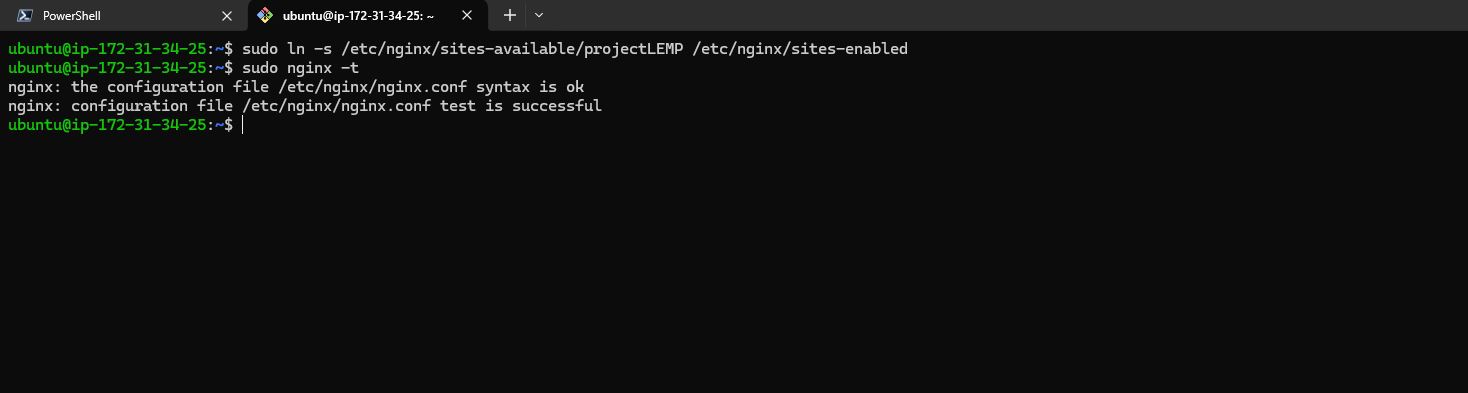 PowerShell
ubuntu@ip-172-31-34-25: ~
ubuntu@ip-172-31-34-25:~$ sudo ln -s /etc/nginx/sites-available/projectLEMP /etc/nginx/sites-enabled
ubuntu@ip-172-31-34-25:~$ sudo nginx -t
nginx: the configuration file /etc/nginx/nginx.conf syntax is ok
nginx: configuration file /etc/nginx/nginx.conf test is successful
ubuntu@ip-172-31-34-25:~$